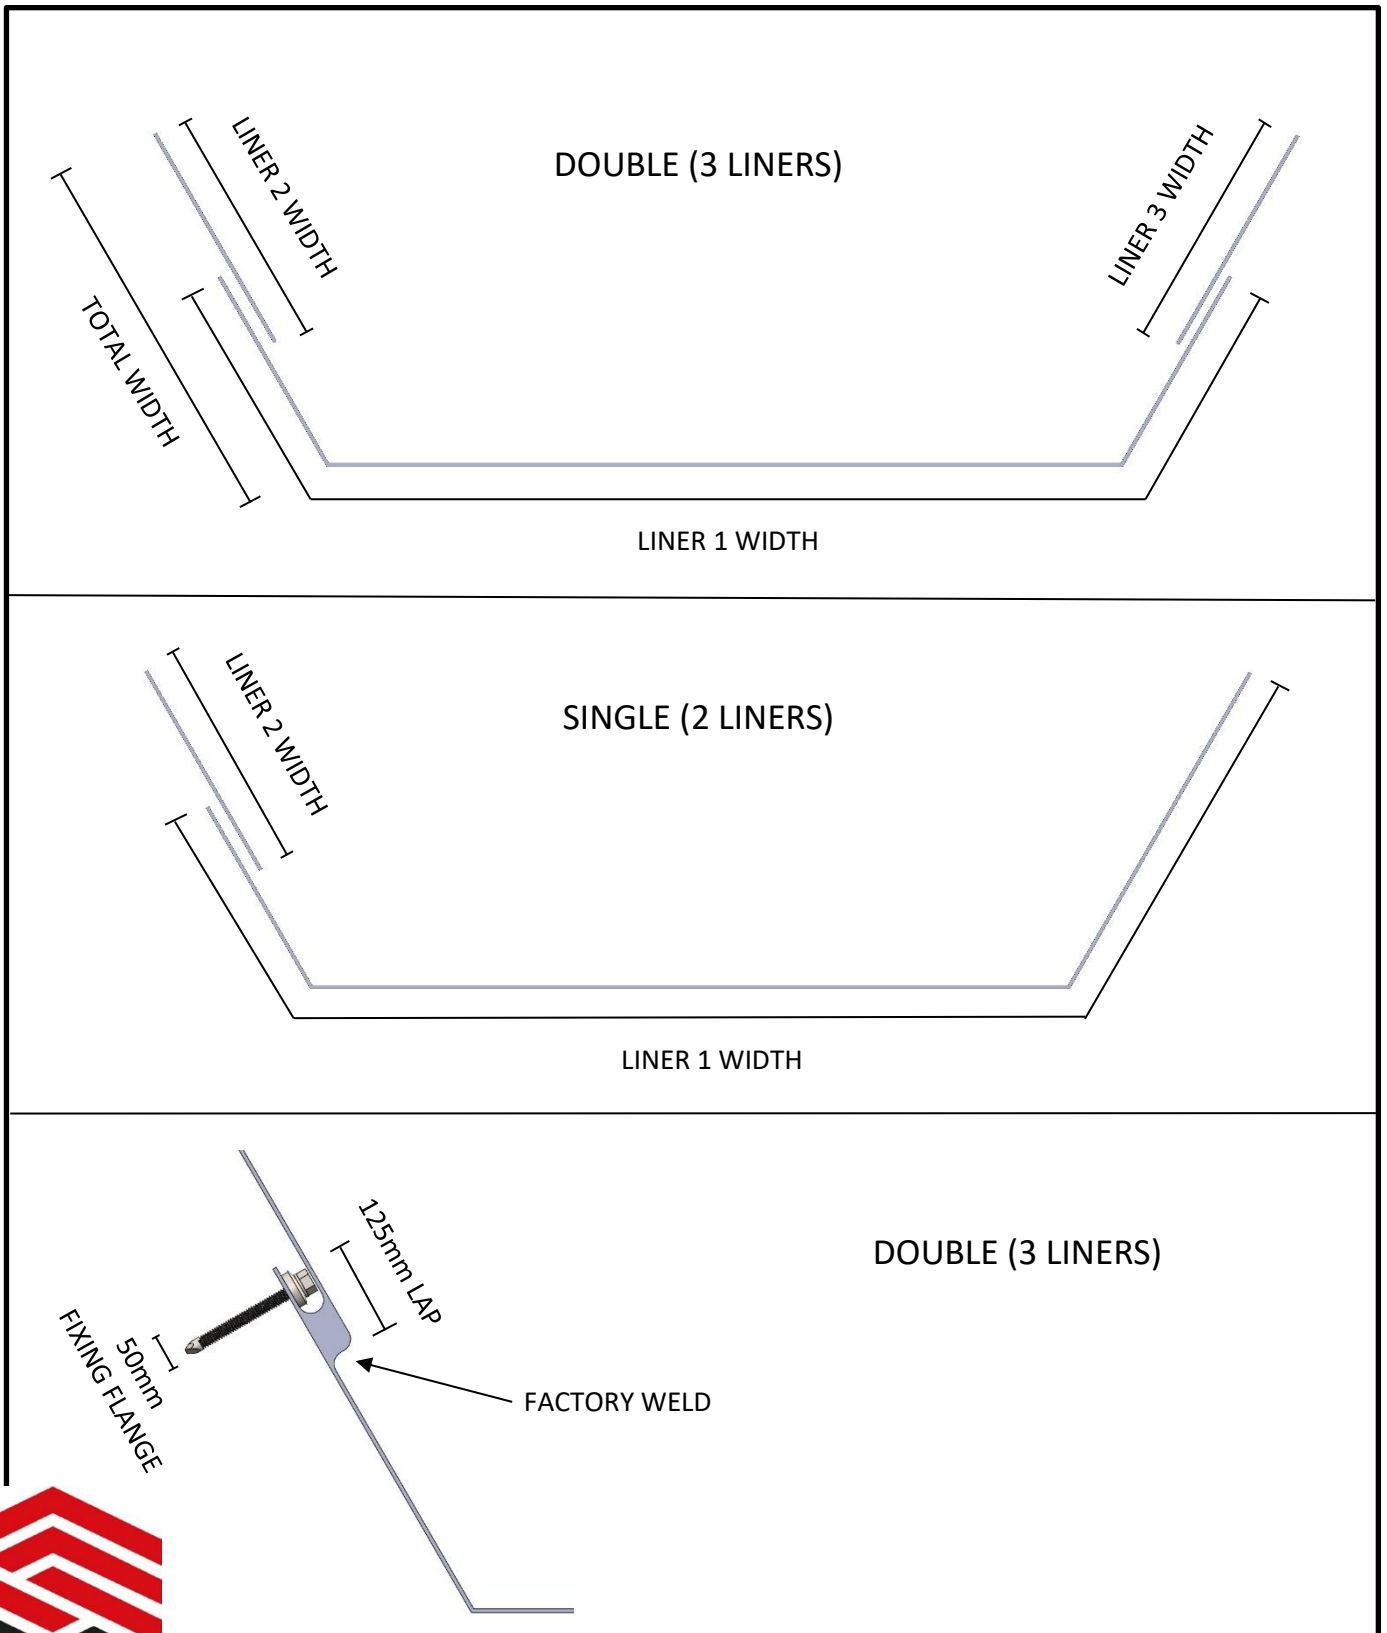 DOUBLE (3 LINERS)
LINER 2 WIDTH
LINER 3 WIDTH
TOTAL WIDTH
LINER 1 WIDTH
LINER 2 WIDTH
SINGLE (2 LINERS)
LINER 1 WIDTH
125mm LAP
DOUBLE (3 LINERS)
50mm
FIXING FLANGE
FACTORY WELD